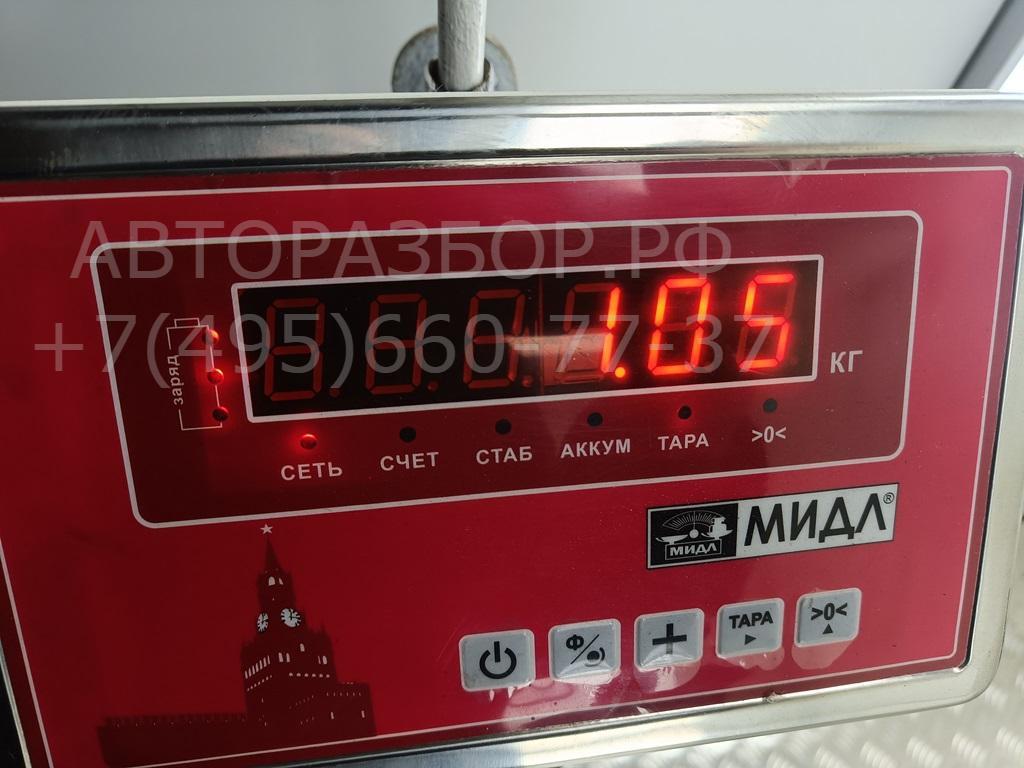 АВТОРАЗБОР.РФ
+7(495)660-77-37
заряд
1.05
КГ
СЕТЬ СЧЕТ СТАБ АККУМ ТАРА >0<
МИДЛ МИДЛ®
Ф/ + ТАРА >0<